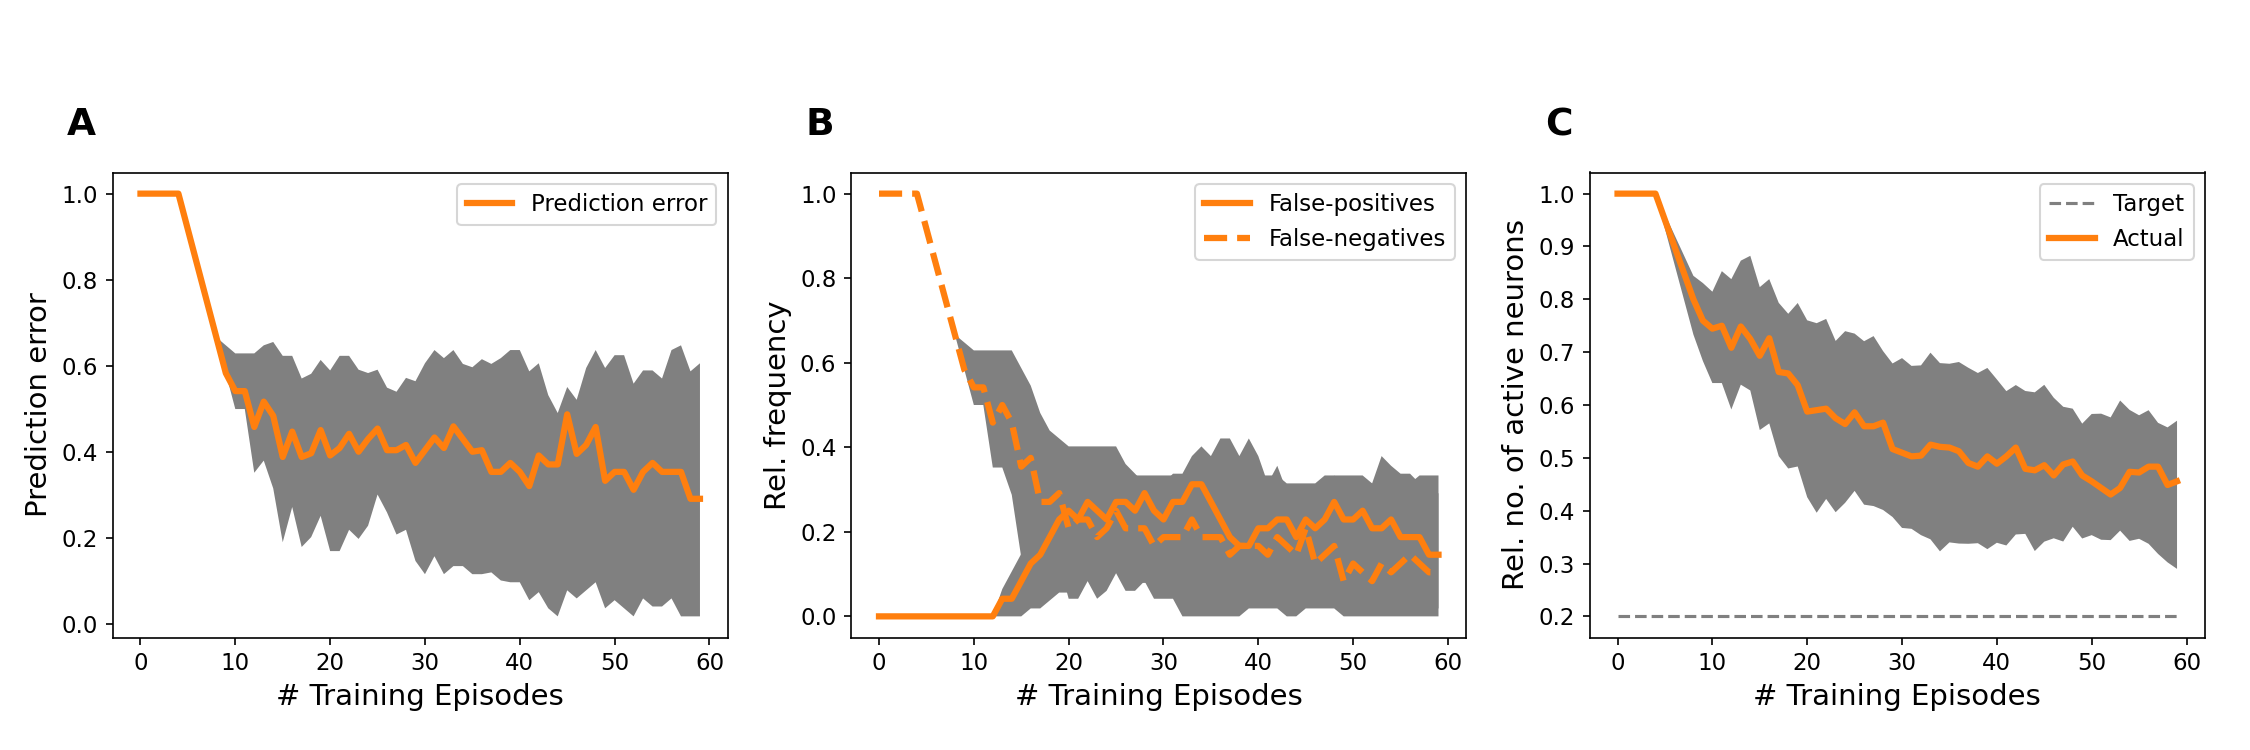 A
B
C
Prediction error
1.0
0.8
0.6
0.4
0.2
0.0
0 10 20 30 40 50 60
# Training Episodes
Prediction error
Rel. frequency
1.0
0.8
0.6
0.4
0.2
0.0
0 10 20 30 40 50 60
# Training Episodes
False-positives
False-negatives
Rel. no. of active neurons
1.0
0.9
0.8
0.7
0.6
0.5
0.4
0.3
0.2
0 10 20 30 40 50 60
# Training Episodes
Target
Actual